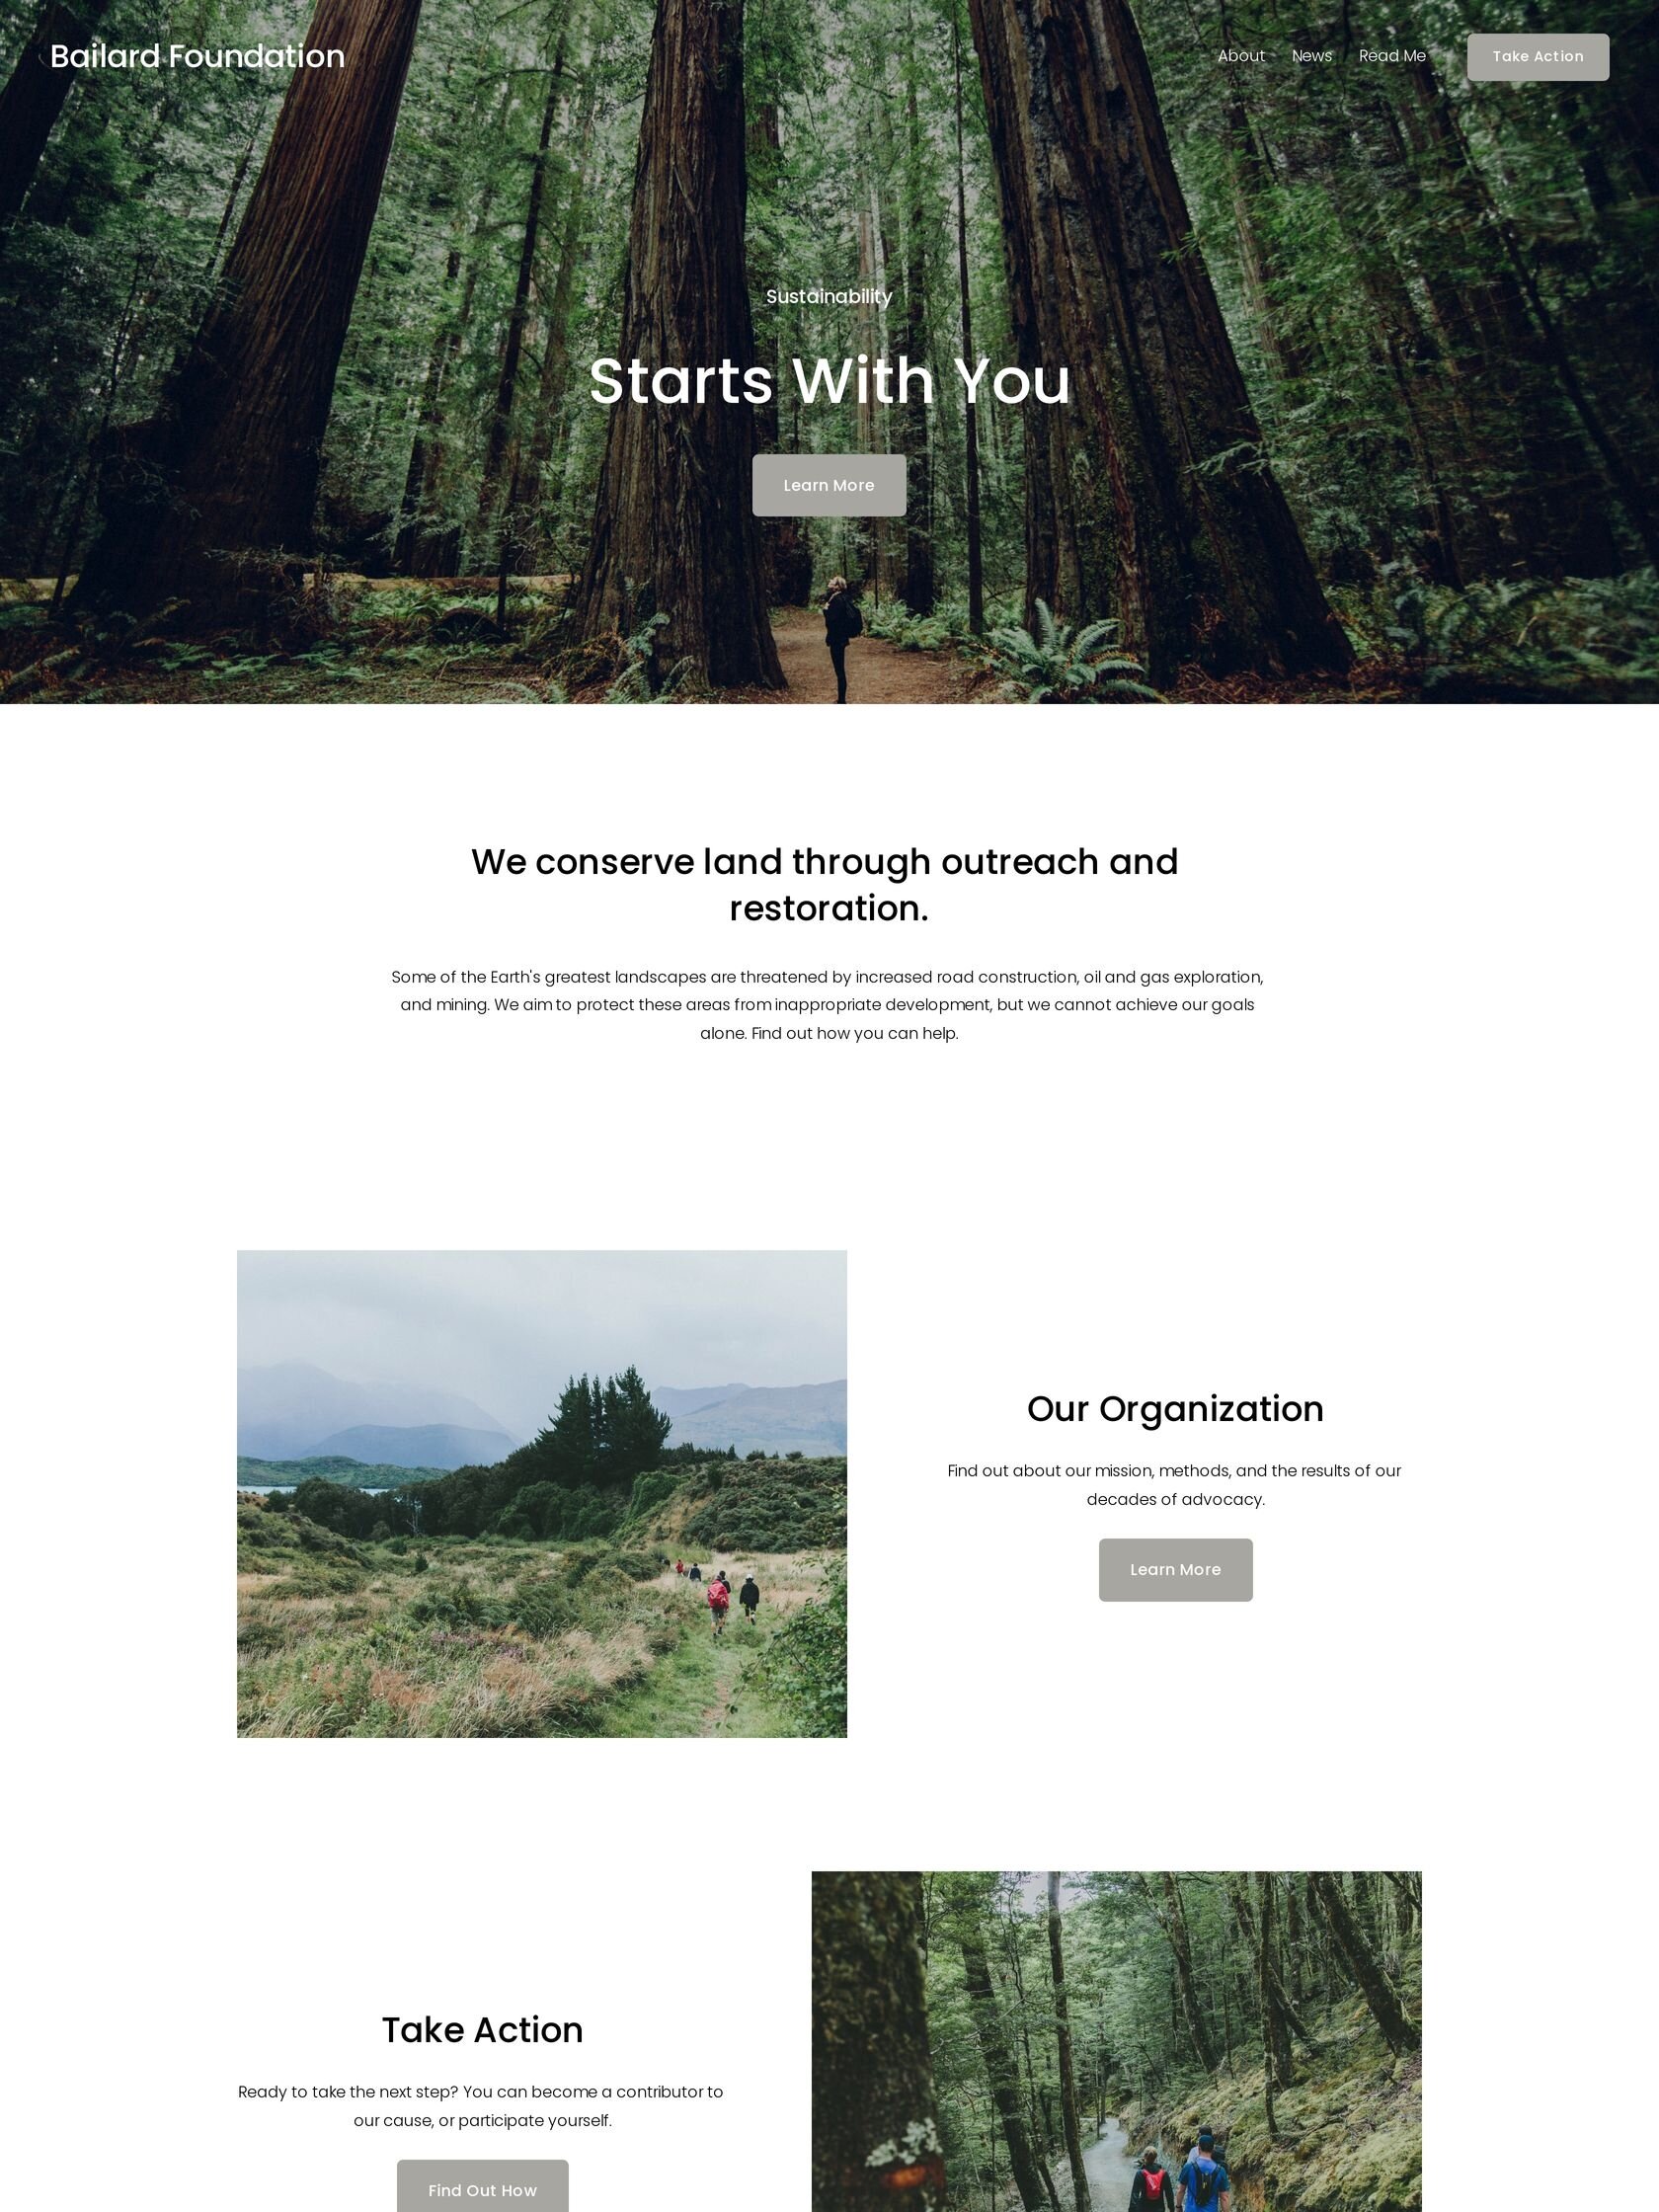 Bailard Foundation
About News Read Me Take Action
Sustainability
Starts With You
Learn More
We conserve land through outreach and
restoration.
Some of the Earth's greatest landscapes are threatened by increased road construction, oil and gas exploration,
and mining. We aim to protect these areas from inappropriate development, but we cannot achieve our goals
alone. Find out how you can help.
Our Organization
Find out about our mission, methods, and the results of our
decades of advocacy.
Learn More
Take Action
Ready to take the next step? You can become a contributor to
our cause, or participate yourself.
Find Out How